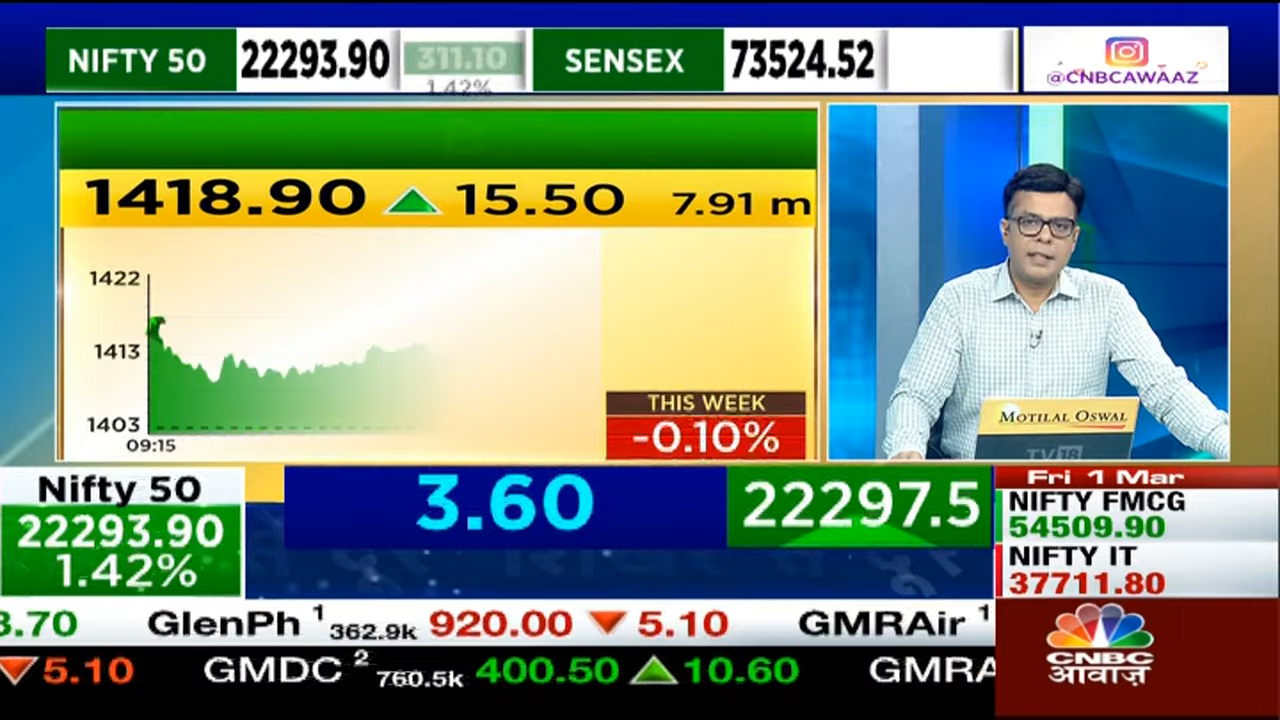 NIFTY 50 22293.90 311.10 SENSEX 73524.52
1.42%
@CNBCAWAAZ
1418.90 15.50 7.91 m
1422
1413
1403
09:15
THIS WEEK
-0.10%
MOTILAL OSWAL
TV18
Nifty 50
22293.90
1.42%
3.60 22297.5
Fri 1 Mar
NIFTY FMCG
54509.90
NIFTY IT
37711.80
3.70 GlenPh 1 362.9k 920.00 5.10 GMRAir 1
5.10 GMDC 2 760.5k 400.50 10.60 GMRA
CNBC
आवाज़